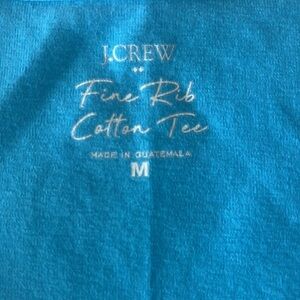 J.CREW
Fine Rib
Cotton Tee
MADE IN GUATEMALA
M